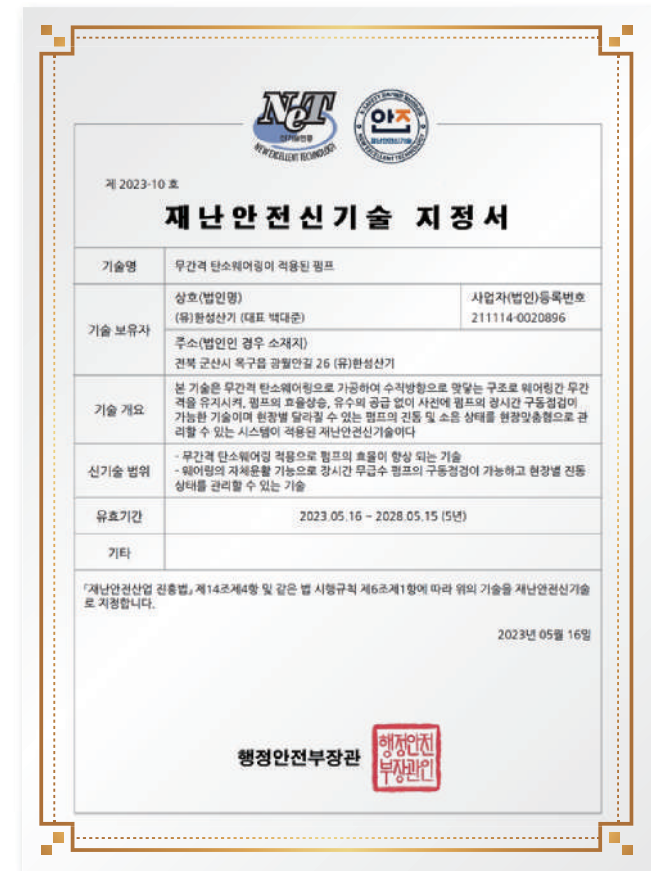 NeT
신기술인증
NEW EXCELLENT TECHNOLOGY
안즈
재난안전신기술
NEW EXCELLENT TECHNOLOGY
제 2023-10 호
재난안전신기술 지정서
기술명
무간격 탄소웨어링이 적용된 펌프
기술 보유자
상호(법인명)
(유)한성산기 (대표 백대준)
사업자(법인)등록번호
211114-0020896
주소(법인인 경우 소재지)
전북 군산시 옥구읍 광월안길 26 (유)한성산기
기술 개요
본 기술은 무간격 탄소웨어링으로 가공하여 수직방향으로 맞닿는 구조로 웨어링간 무간
격을 유지시켜, 펌프의 효율상승, 유수의 공급 없이 사전에 펌프의 장시간 구동점검이
가능한 기술이며 현장별 달라질 수 있는 펌프의 진동 및 소음 상태를 현장맞춤형으로 관
리할 수 있는 시스템이 적용된 재난안전신기술이다
신기술 범위
- 무간격 탄소웨어링 적용으로 펌프의 효율이 향상 되는 기술
- 웨어링의 자체윤활 기능으로 장시간 무급수 펌프의 구동점검이 가능하고 현장별 진동
상태를 관리할 수 있는 기술
유효기간
2023.05.16 ~ 2028.05.15 (5년)
기타
「재난안전산업 진흥법」 제14조제4항 및 같은 법 시행규칙 제6조제1항에 따라 위의 기술을 재난안전신기술
로 지정합니다.
2023년 05월 16일
행정안전부장관
행정안전
부장관인